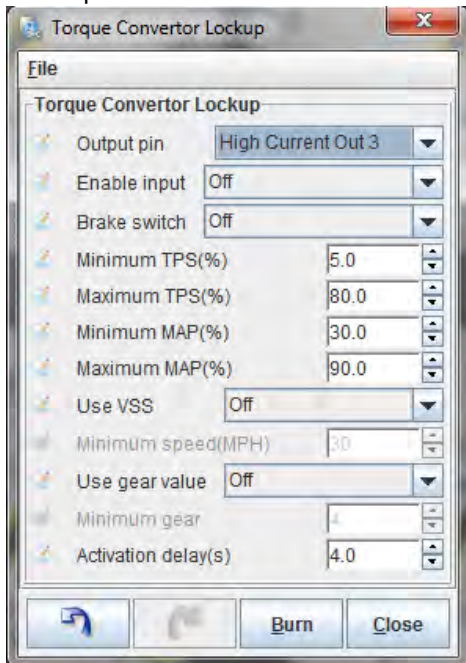 Torque Convertor Lockup
File
Torque Convertor Lockup
Output pin High Current Out 3
Enable input Off
Brake switch Off
Minimum TPS(%) 5.0
Maximum TPS(%) 80.0
Minimum MAP(%) 30.0
Maximum MAP(%) 90.0
Use VSS Off
Minimum speed(MPH) 30
Use gear value Off
Minimum gear 4
Activation delay(s) 4.0
Burn Close